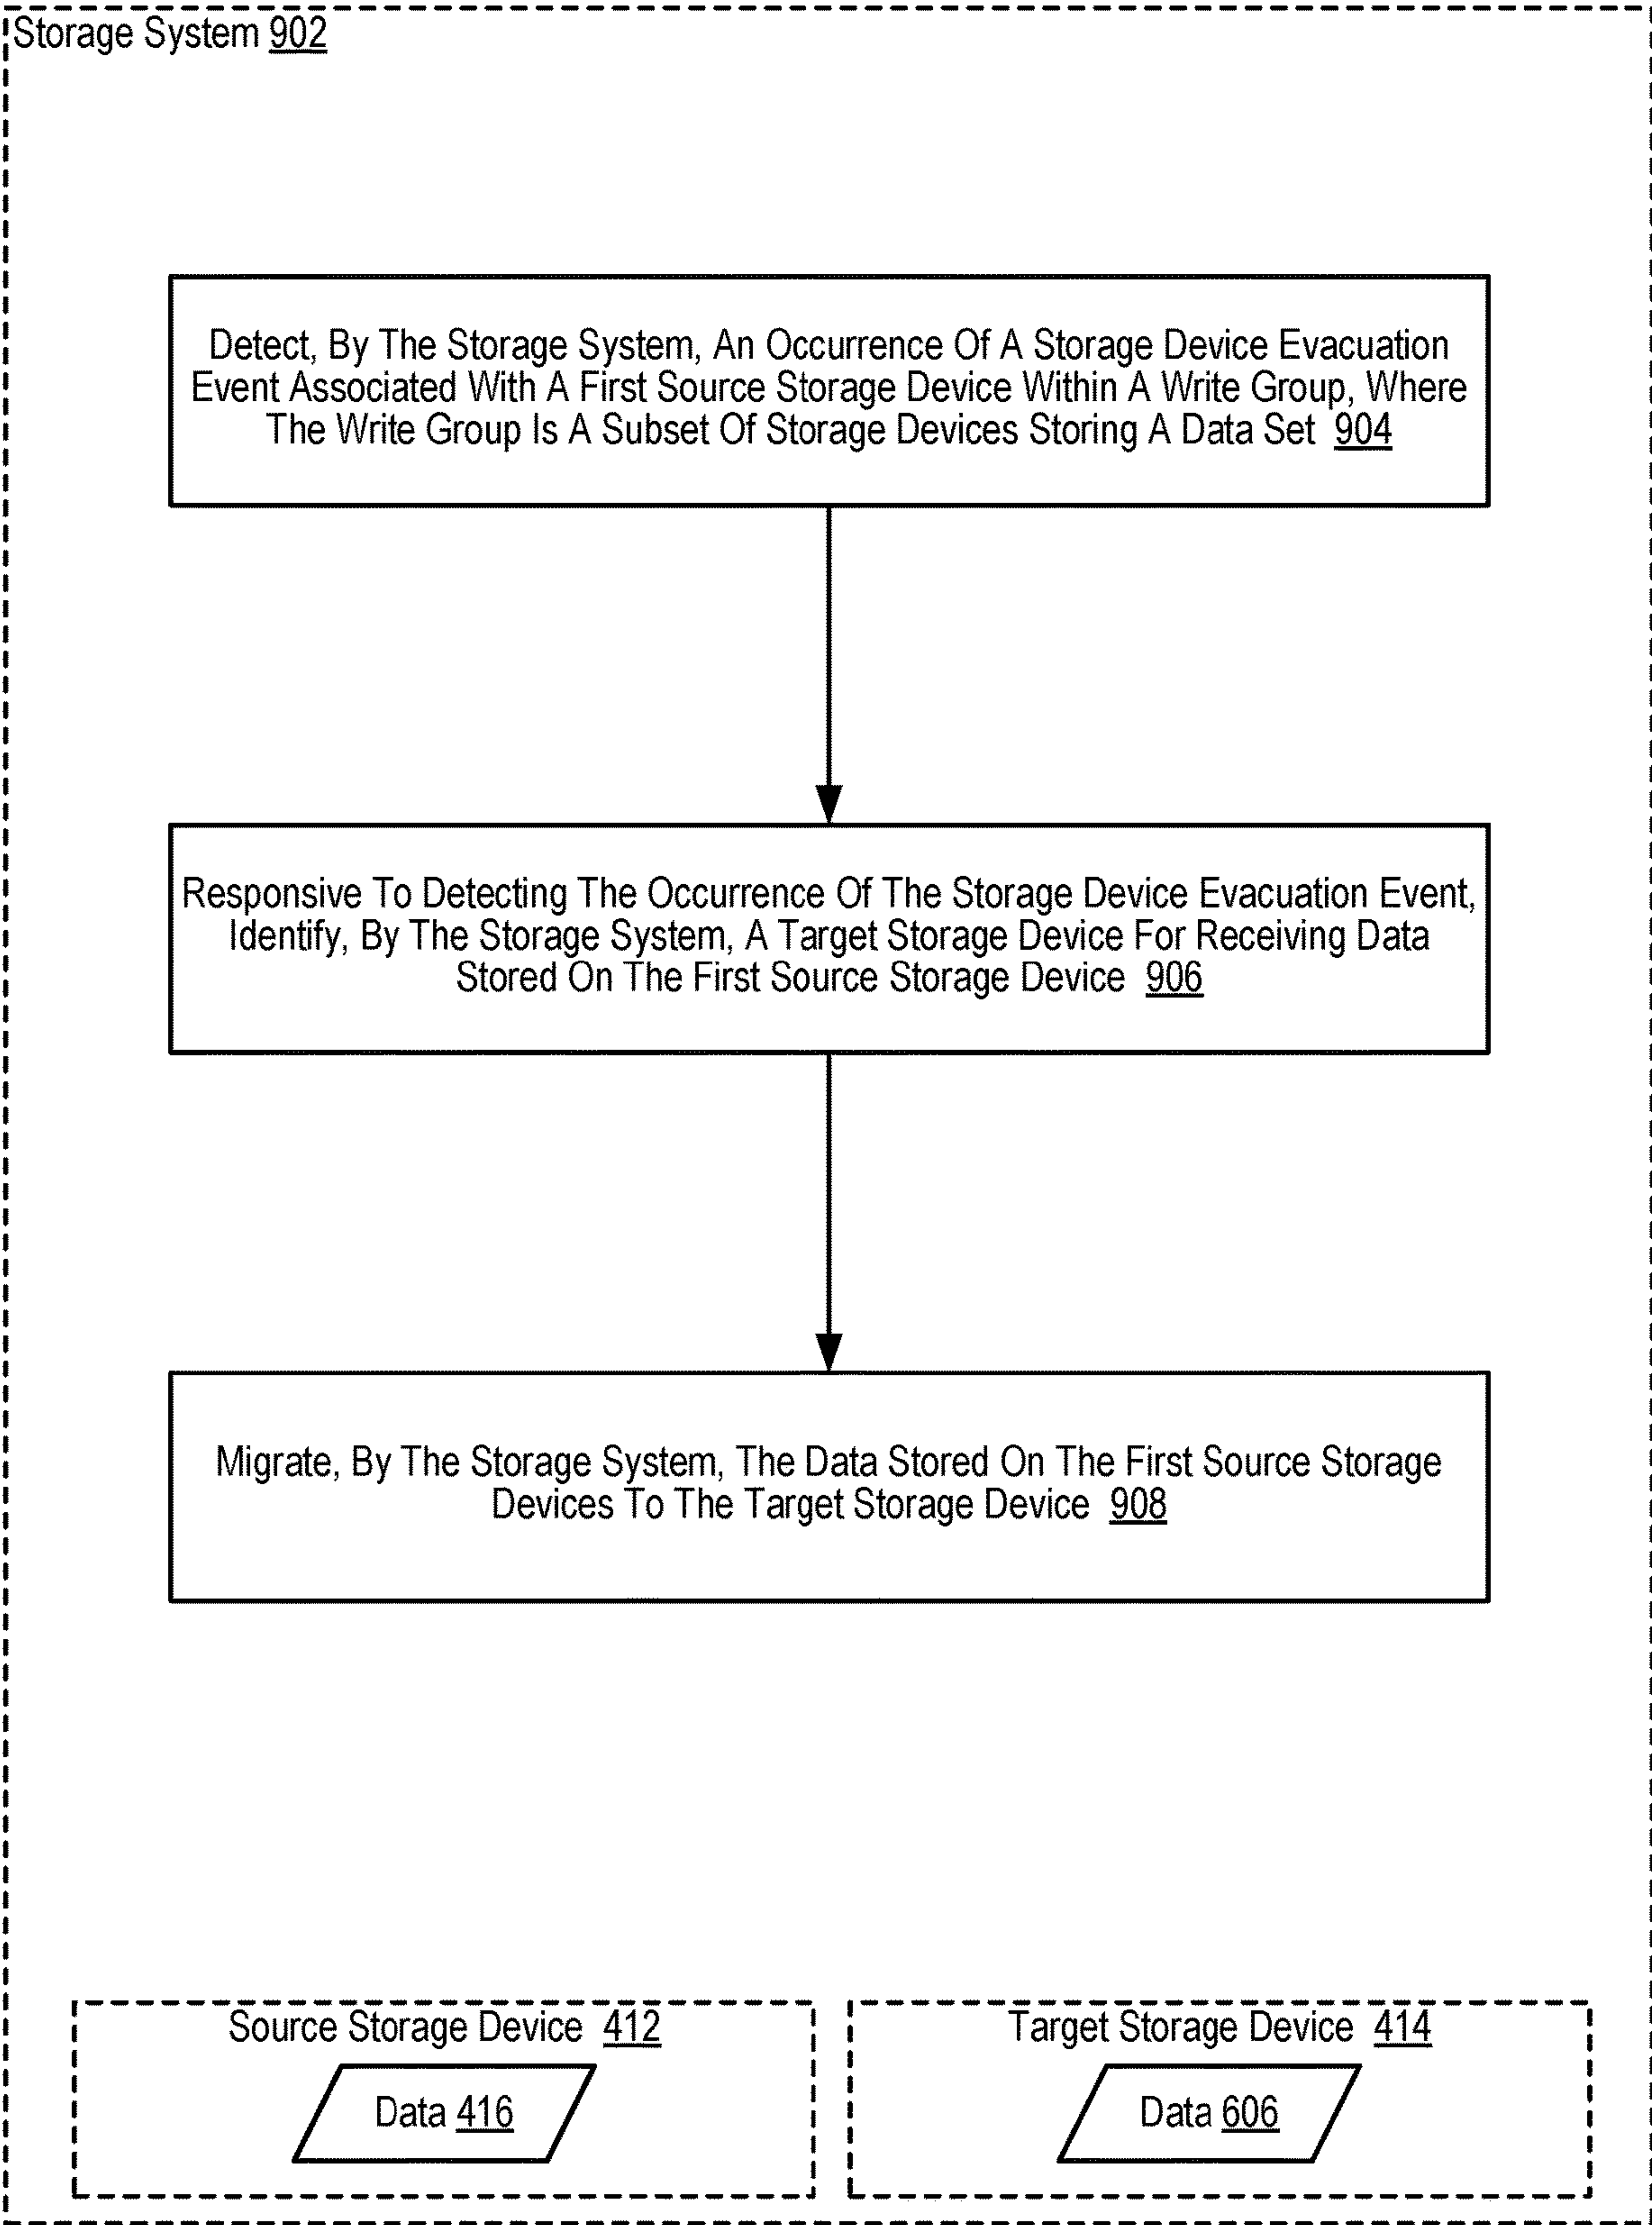 Storage System 902
Detect, By The Storage System, An Occurrence Of A Storage Device Evacuation
Event Associated With A First Source Storage Device Within A Write Group, Where
The Write Group Is A Subset Of Storage Devices Storing A Data Set 904
Responsive To Detecting The Occurrence Of The Storage Device Evacuation Event,
Identify, By The Storage System, A Target Storage Device For Receiving Data
Stored On The First Source Storage Device 906
Migrate, By The Storage System, The Data Stored On The First Source Storage
Devices To The Target Storage Device 908
Source Storage Device 412
Data 416
Target Storage Device 414
Data 606